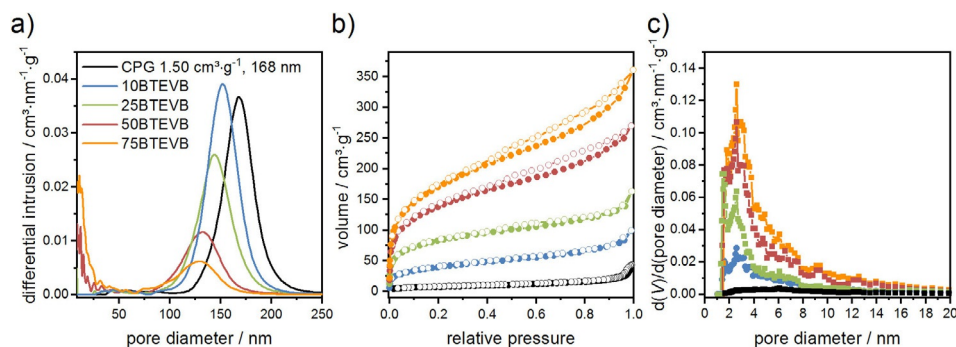 a)
differential intrusion / cm³·nm⁻¹·g⁻¹
0.04
0.03
0.02
0.01
0.00
CPG 1.50 cm³·g⁻¹, 168 nm
10BTEVB
25BTEVB
50BTEVB
75BTEVB
50 100 150 200 250
pore diameter / nm
b)
volume / cm³·g⁻¹
350
300
250
200
150
100
50
0
0.0 0.2 0.4 0.6 0.8 1.0
relative pressure
c)
d(V)/d(pore diameter) / cm³·nm⁻¹·g⁻¹
0.14
0.12
0.10
0.08
0.06
0.04
0.02
0.00
0 2 4 6 8 10 12 14 16 18 20
pore diameter / nm